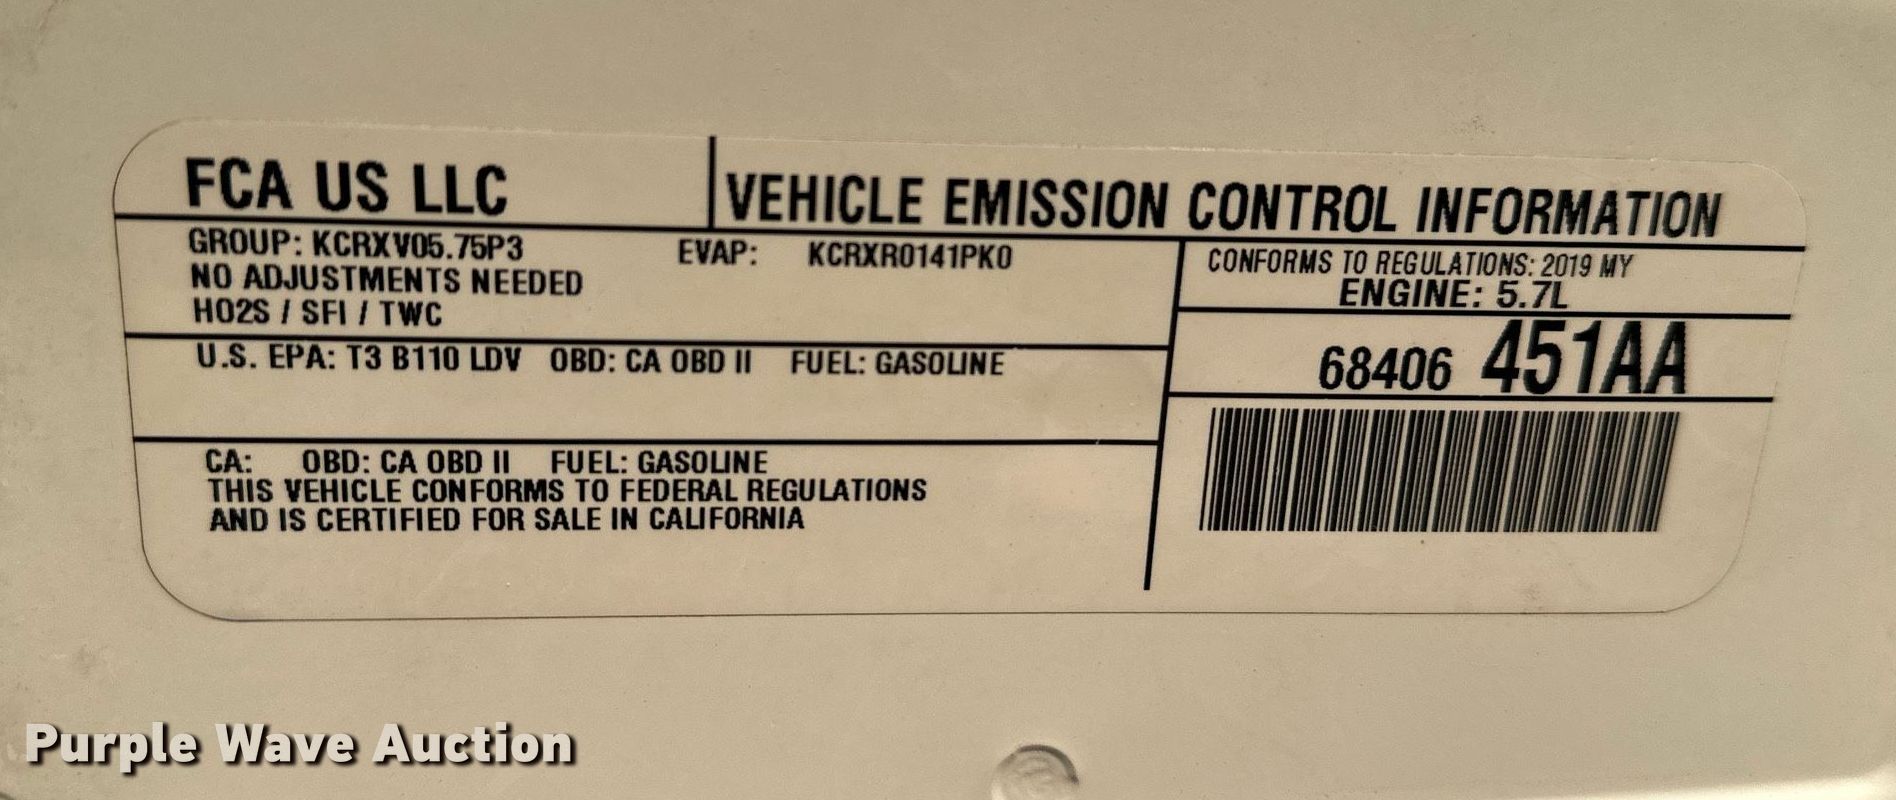 FCA US LLC
VEHICLE EMISSION CONTROL INFORMATION
GROUP: KCRXV05.75P3 EVAP: KCRXR0141PK0
NO ADJUSTMENTS NEEDED
HO2S / SFI / TWC
CONFORMS TO REGULATIONS: 2019 MY
ENGINE: 5.7L
U.S. EPA: T3 B110 LDV OBD: CA OBD II FUEL: GASOLINE
68406 451AA
CA: OBD: CA OBD II FUEL: GASOLINE
THIS VEHICLE CONFORMS TO FEDERAL REGULATIONS
AND IS CERTIFIED FOR SALE IN CALIFORNIA
Purple Wave Auction